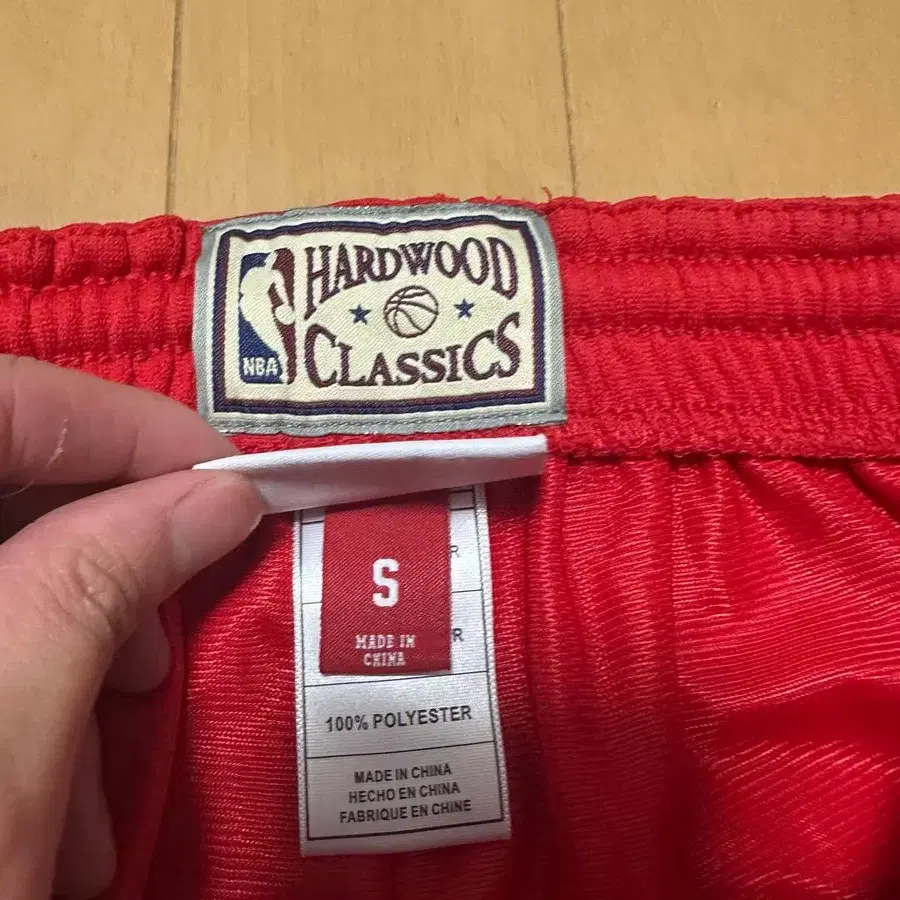 HARDWOOD
NBA
CLASSICS
S
R
MADE IN
CHINA
R
100% POLYESTER
MADE IN CHINA
HECHO EN CHINA
FABRIQUE EN CHINE